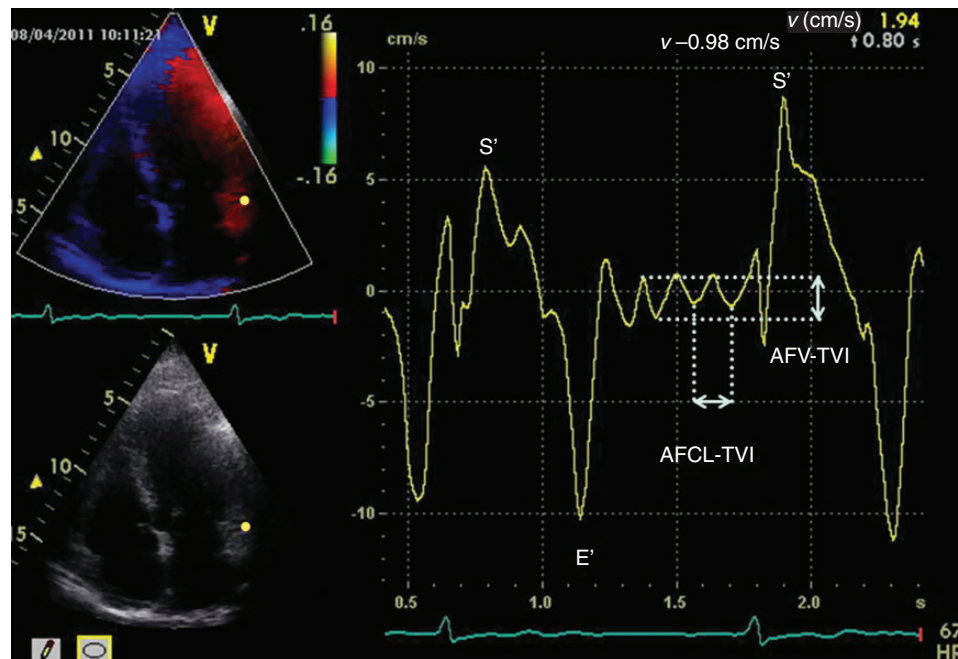 08/04/2011 10:11:21
V
.16
-.16
5
10
15
V
5
10
15
cm/s
v –0.98 cm/s
v (cm/s) 1.94
t 0.80 s
10
5
0
-5
-10
S’
S’
AFV-TVI
AFCL-TVI
E’
0.5 1.0 1.5 2.0 s
67
HR